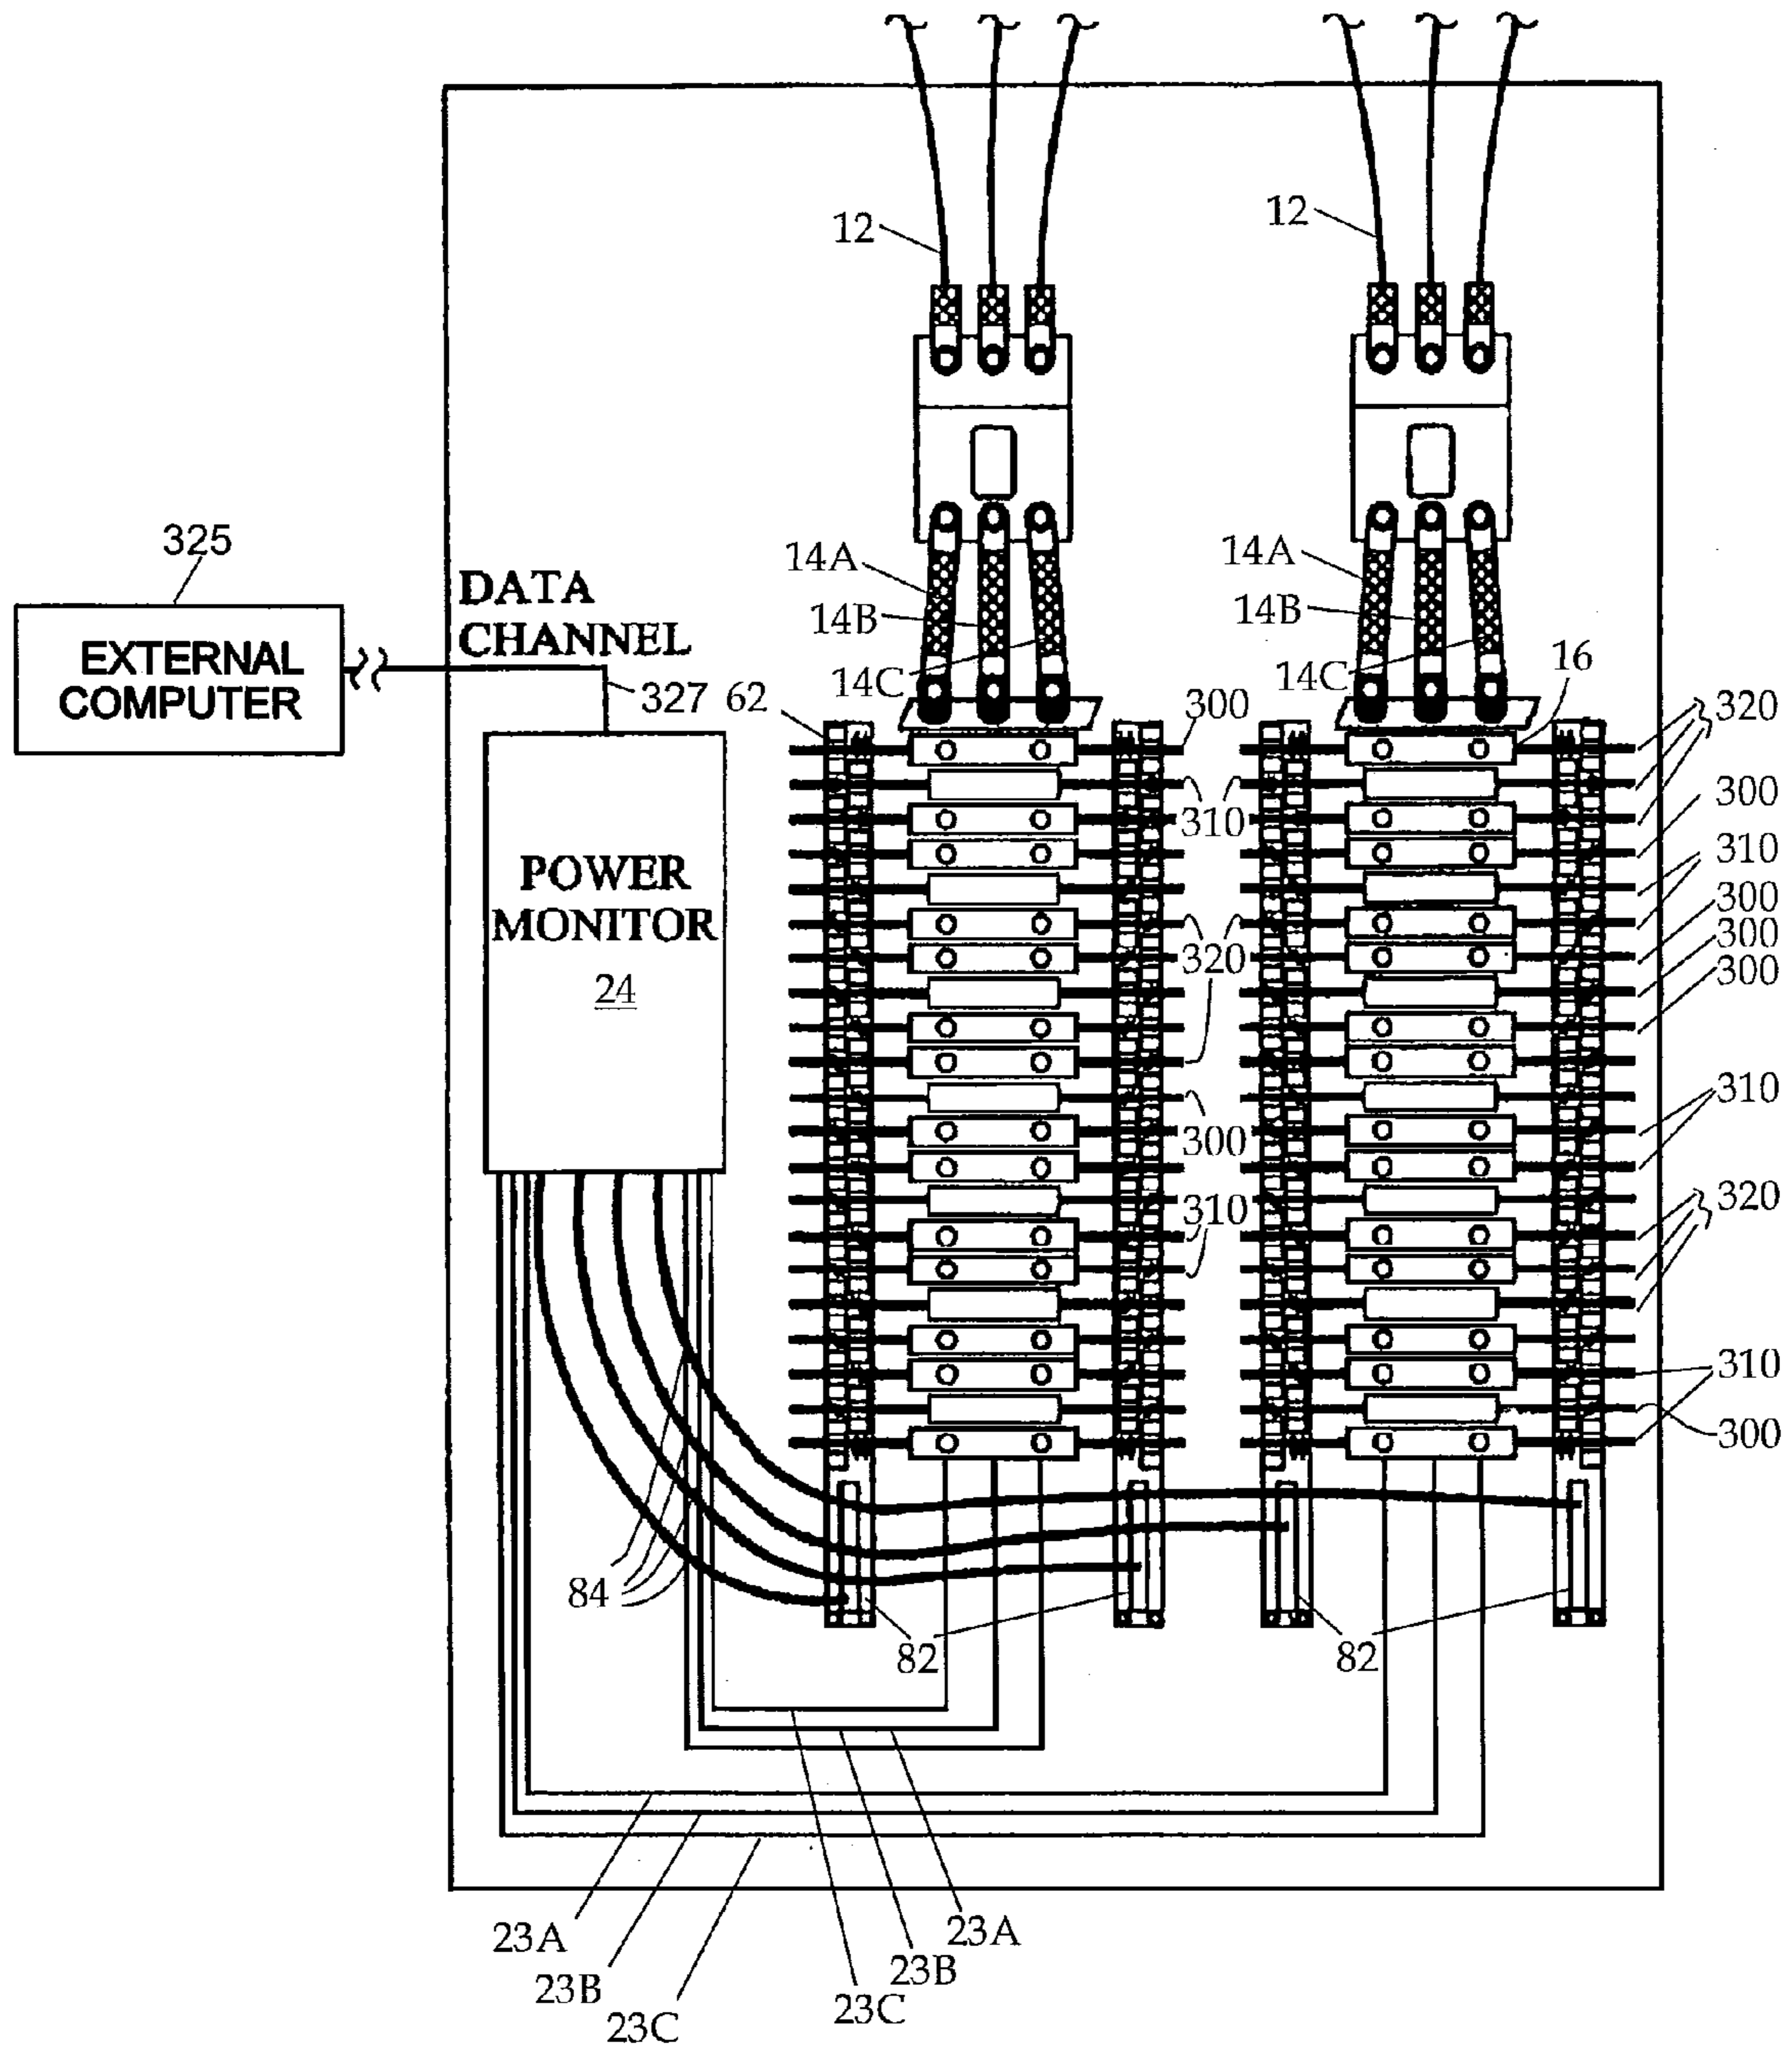 12
12
325
EXTERNAL
COMPUTER
DATA
CHANNEL
327
62
14A
14B
14C
14A
14B
14C
16
POWER
MONITOR
24
300
310
320
300
310
320
300
310
300
300
300
310
320
310
300
84
82
82
23A
23B
23C
23A
23B
23C